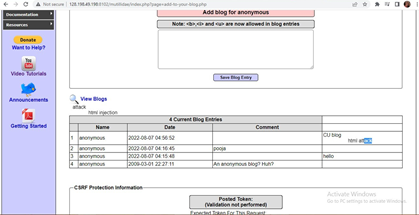 Not secure | 128.198.49.198:8102/mutillidae/index.php?page=add-to-your-blog.php
Documentation
Resources
Donate
Want to Help?
Video Tutorials
Announcements
Getting Started
Add blog for anonymous
Note: <b>,<i> and <u> are now allowed in blog entries
Save Blog Entry
View Blogs
attack
html injection
4 Current Blog Entries
Name Date Comment
CU blog
1 anonymous 2022-08-07 04:56:52 html attack
2 anonymous 2022-08-07 04:16:45 pooja
3 anonymous 2022-08-07 04:15:48 hello
4 anonymous 2009-03-01 22:27:11 An anonymous blog? Huh?
CSRF Protection Information
Posted Token:
(Validation not performed)
Expected Token For This Request
Activate Windows
Go to PC settings to activate Windows.